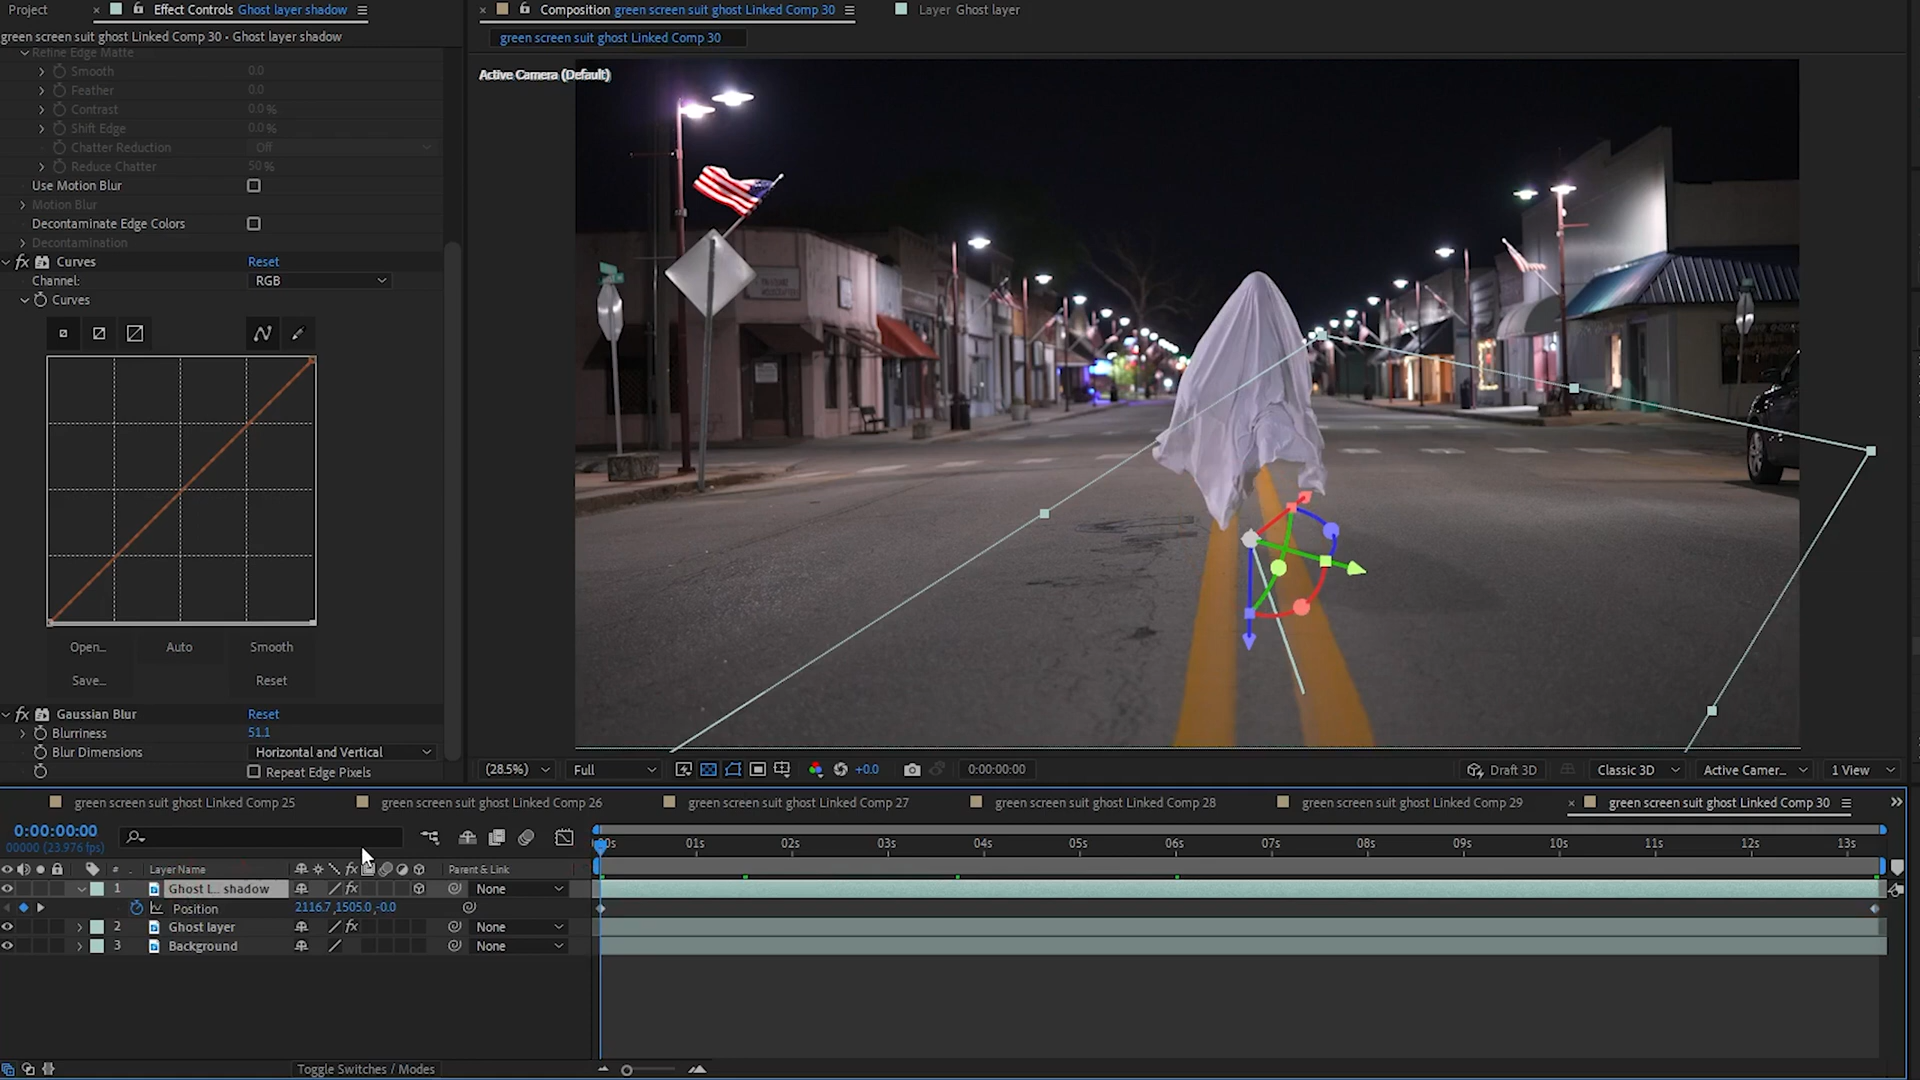 Project
×
Effect Controls Ghost layer shadow
green screen suit ghost Linked Comp 30 • Ghost layer shadow
Refine Edge Matte
Smooth 0.0
Feather 0.0
Contrast 0.0 %
Shift Edge 0.0 %
Chatter Reduction Off
Reduce Chatter 50 %
Use Motion Blur
Motion Blur
Decontaminate Edge Colors
Decontamination
fx Curves Reset
Channel: RGB
Curves
Open... Auto Smooth
Save... Reset
fx Gaussian Blur Reset
Blurriness 51.1
Blur Dimensions Horizontal and Vertical
Repeat Edge Pixels
× Composition green screen suit ghost Linked Comp 30
Layer Ghost layer
green screen suit ghost Linked Comp 30
Active Camera (Default)
(28.5%) Full +0.0 0:00:00:00 Draft 3D Classic 3D Active Camer... 1 View
green screen suit ghost Linked Comp 25
green screen suit ghost Linked Comp 26
green screen suit ghost Linked Comp 27
green screen suit ghost Linked Comp 28
green screen suit ghost Linked Comp 29
× green screen suit ghost Linked Comp 30
0:00:00:00
00000 (23.976 fps)
01s 02s 03s 04s 05s 06s 07s 08s 09s 10s 11s 12s 13s
# Layer Name fx Parent & Link
1 Ghost L... shadow fx None
Position 2116.7,1505.0,-0.0
2 Ghost layer fx None
3 Background None
Toggle Switches / Modes